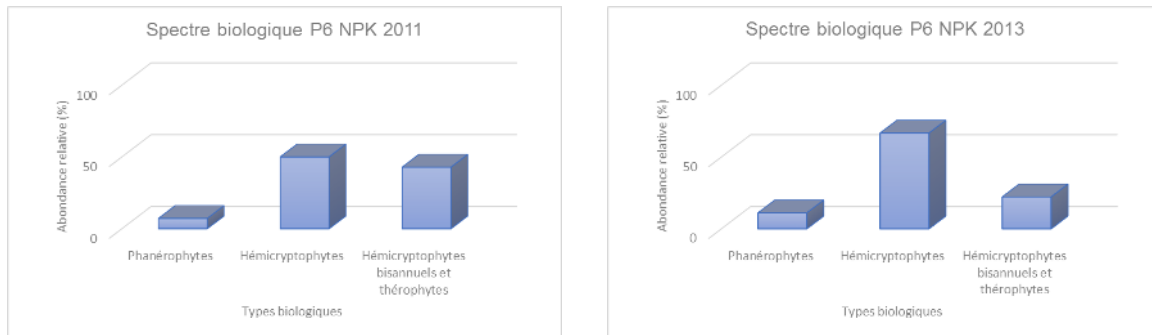 Spectre biologique P6 NPK 2011
Abondance relative (%)
100
50
0
Phanérophytes
Hémicryptophytes
Hémicryptophytes
bisannuels et
thérophytes
Types biologiques
Spectre biologique P6 NPK 2013
Abondance relative (%)
100
50
0
Phanérophytes
Hémicryptophytes
Hémicryptophytes
bisannuels et
thérophytes
Types biologiques